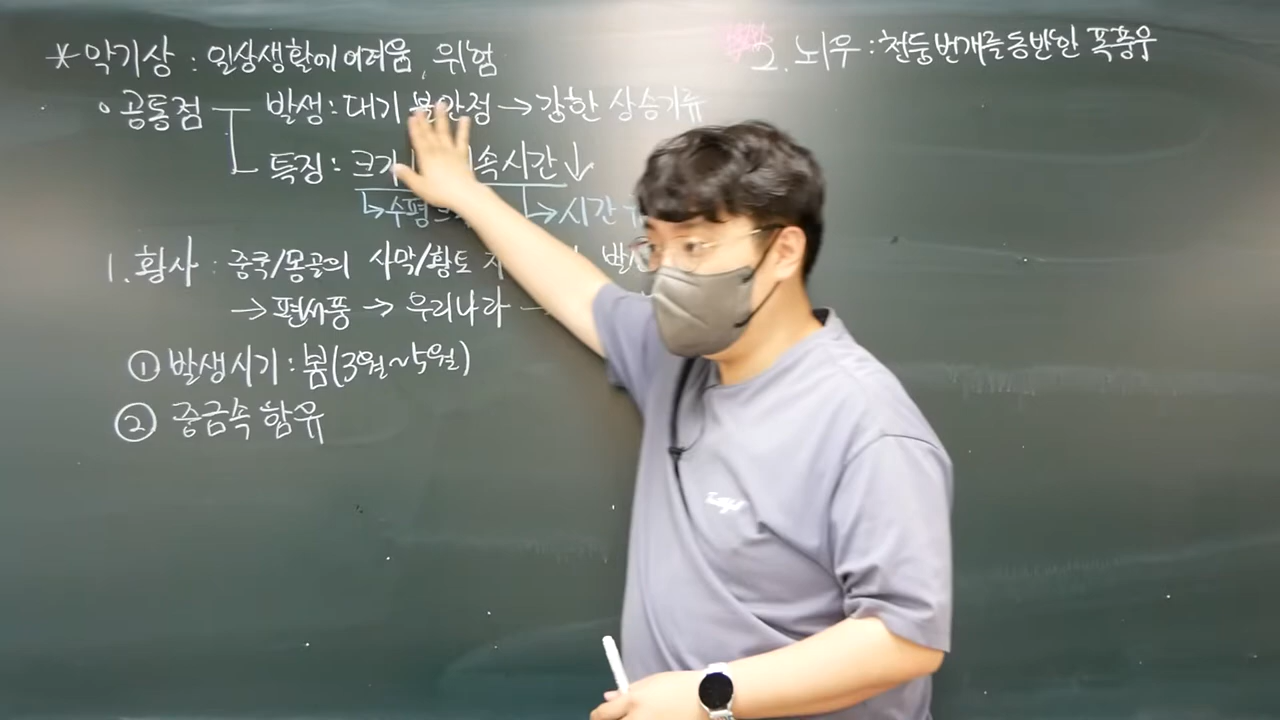 * 악기상 : 일상생활에 어려움, 위험
• 공통점 발생 : 대기 불안정 → 강한 상승기류
특징 : 크기 속시간 ↓
↳ 수평 ↳ 시간
1. 황사 : 중국/몽골의 사막/황토
→ 편서풍 → 우리나라 →
① 발생시기 : 봄(3월~5월)
② 중금속 함유
2. 뇌우 : 천둥번개를 동반한 폭풍우